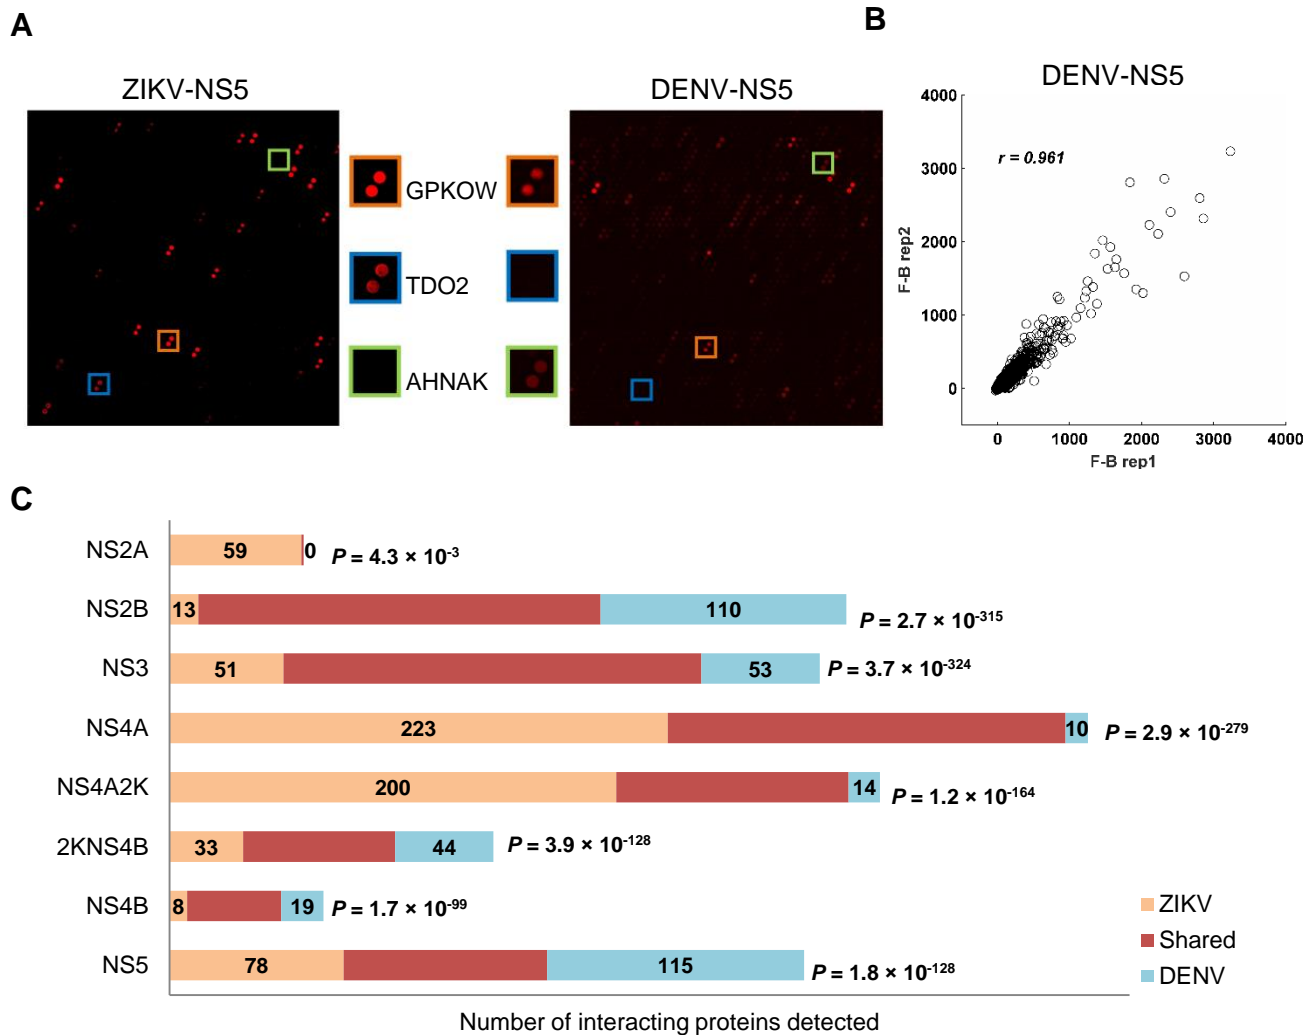 A
B
ZIKV-NS5
DENV-NS5
GPKOW
TDO2
AHNAK
DENV-NS5
4000
3000
2000
1000
0
r = 0.961
F-B rep2
0
1000
2000
3000
4000
F-B rep1
C
NS2A
59
0
P = 4.3 × 10-3
NS2B
13
110
P = 2.7 × 10-315
NS3
51
53
P = 3.7 × 10-324
NS4A
223
10
P = 2.9 × 10-279
NS4A2K
200
14
P = 1.2 × 10-164
2KNS4B
33
44
P = 3.9 × 10-128
NS4B
8
19
P = 1.7 × 10-99
NS5
78
115
P = 1.8 × 10-128
ZIKV
Shared
DENV
Number of interacting proteins detected